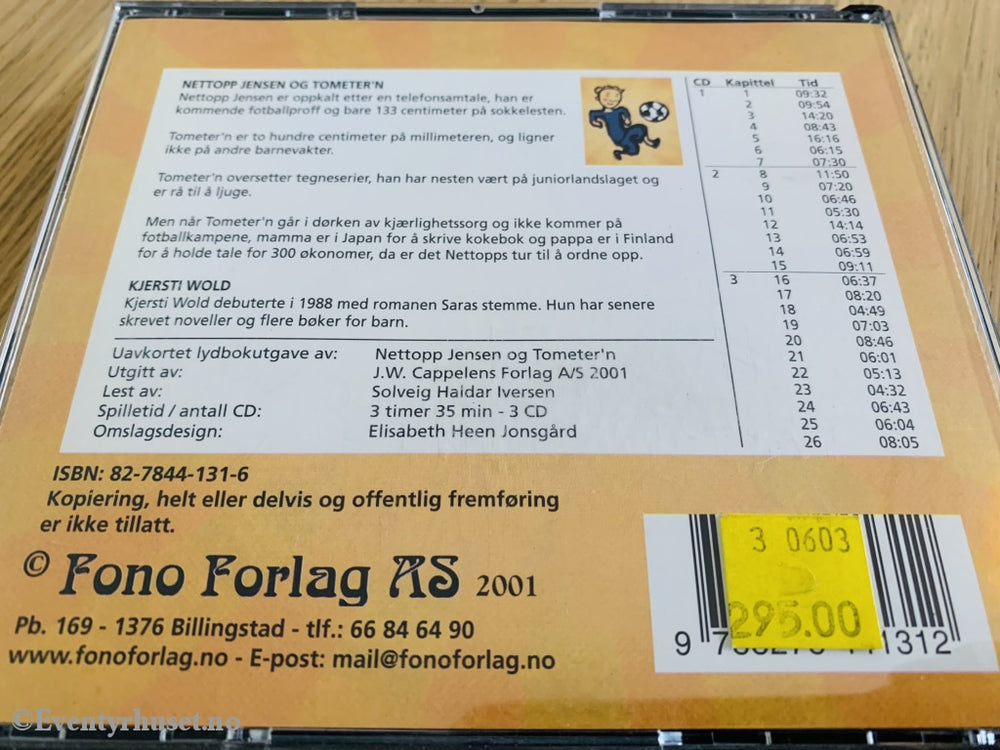 NETTOPP JENSEN OG TOMETER'N
Nettopp Jensen er oppkalt etter en telefonsamtale, han er
kommende fotballproff og bare 133 centimeter på sokkelesten.
Tometer'n er to hundre centimeter på millimeteren, og ligner
ikke på andre barnevakter.
Tometer'n oversetter tegneserier, han har nesten vært på juniorlandslaget og
er rå til å ljuge.
Men når Tometer'n går i dørken av kjærlighetssorg og ikke kommer på
fotballkampene, mamma er i Japan for å skrive kokebok og pappa er i Finland
for å holde tale for 300 økonomer, da er det Nettopps tur til å ordne opp.
KJERSTI WOLD
Kjersti Wold debuterte i 1988 med romanen Saras stemme. Hun har senere
skrevet noveller og flere bøker for barn.
Uavkortet lydbokutgave av: Nettopp Jensen og Tometer'n
Utgitt av: J.W. Cappelens Forlag A/S 2001
Lest av: Solveig Haidar Iversen
Spilletid / antall CD: 3 timer 35 min - 3 CD
Omslagsdesign: Elisabeth Heen Jonsgård
CD Kapittel Tid
1 1 09:32
2 09:54
3 14:20
4 08:43
5 16:16
6 06:15
7 07:30
2 8 11:50
9 07:20
10 06:46
11 05:30
12 14:14
13 06:53
14 06:59
15 09:11
3 16 06:37
17 08:20
18 04:49
19 07:03
20 08:46
21 06:01
22 05:13
23 04:32
24 06:43
25 06:04
26 08:05
ISBN: 82-7844-131-6
Kopiering, helt eller delvis og offentlig fremføring
er ikke tillatt.
© Fono Forlag AS 2001
Pb. 169 - 1376 Billingstad - tlf.: 66 84 64 90
www.fonoforlag.no - E-post: mail@fonoforlag.no
3 0603
295.00
9 11312
©Eventyrhuset.no